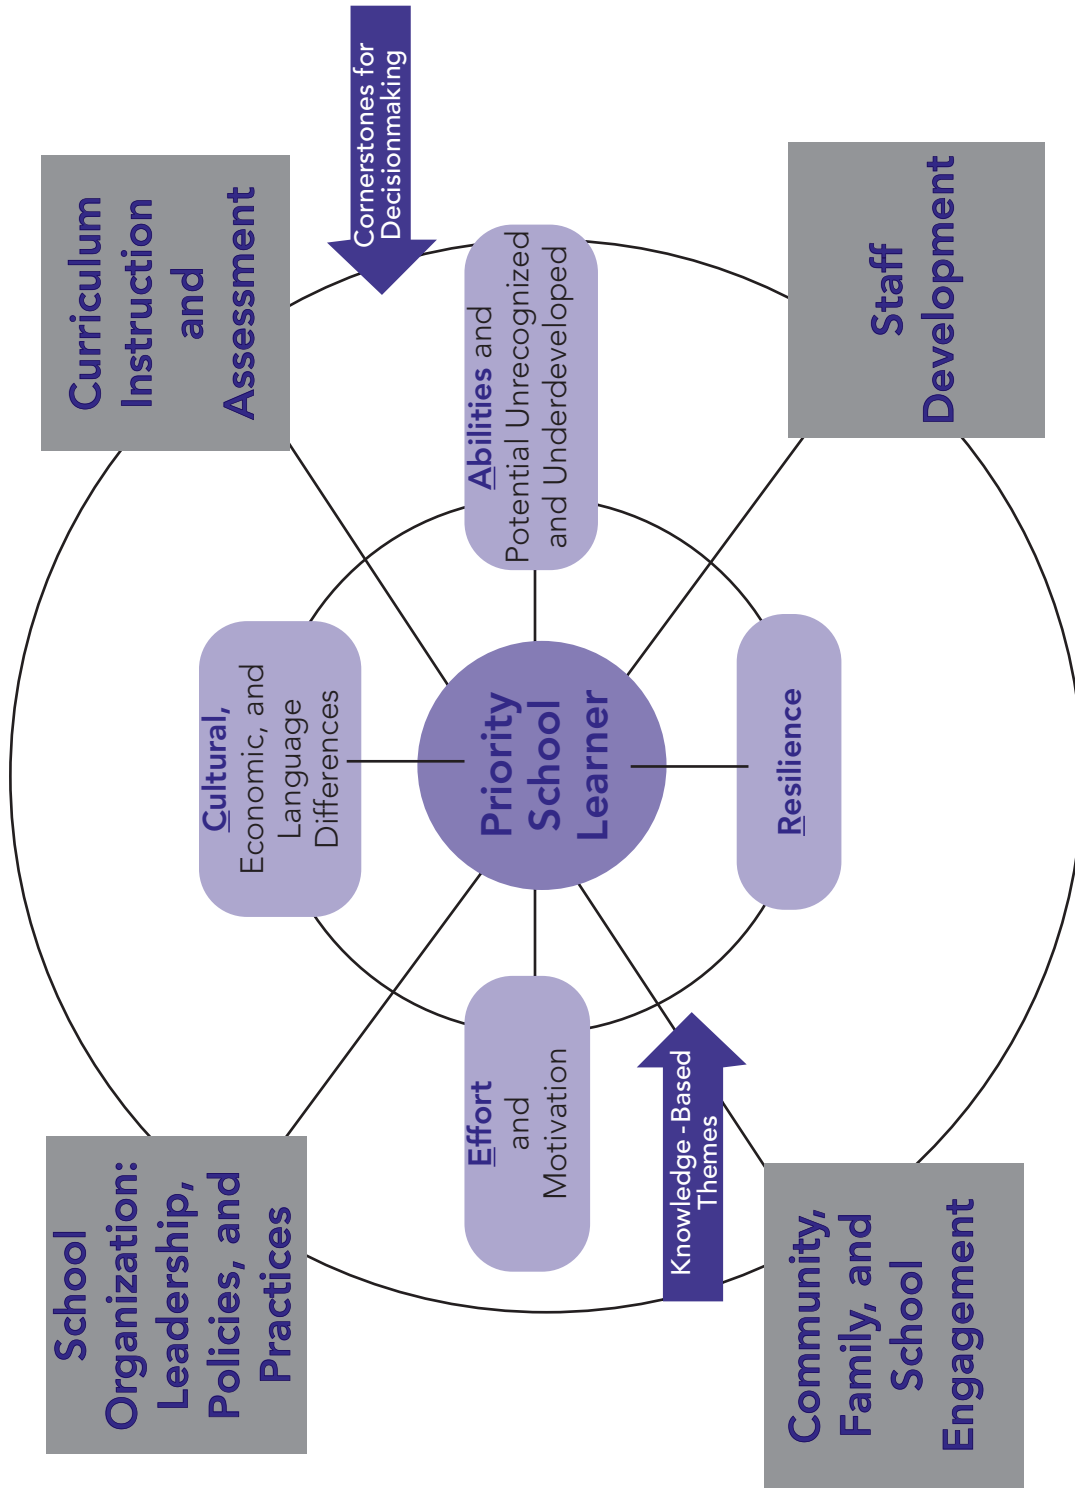 School
Organization:
Leadership,
Policies, and
Practices
Cultural,
Economic, and
Language
Differences
Curriculum
Instruction
and
Assessment
Cornerstones for
Decisionmaking
Effort
and
Motivation
Priority
School
Learner
Abilities and
Potential Unrecognized
and Underdeveloped
Knowledge -Based
Themes
Resilience
Community,
Family, and
School
Engagement
Staff
Development